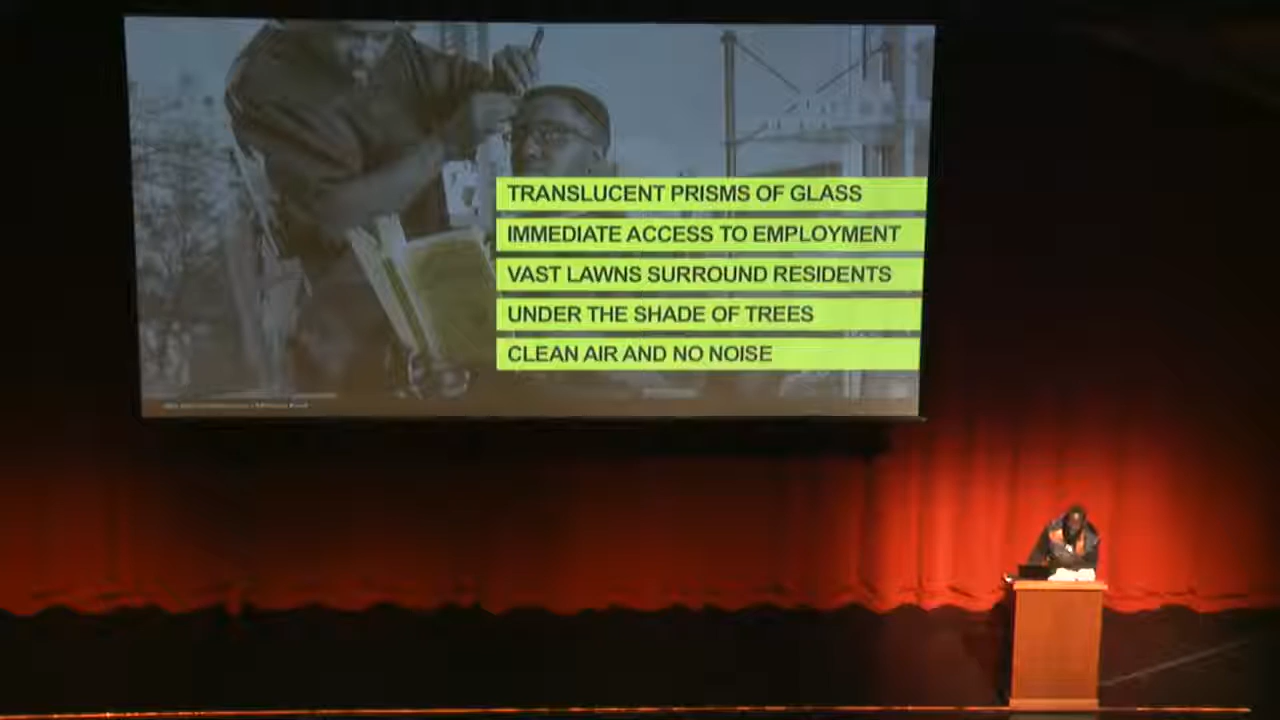 TRANSLUCENT PRISMS OF GLASS
IMMEDIATE ACCESS TO EMPLOYMENT
VAST LAWNS SURROUND RESIDENTS
UNDER THE SHADE OF TREES
CLEAN AIR AND NO NOISE